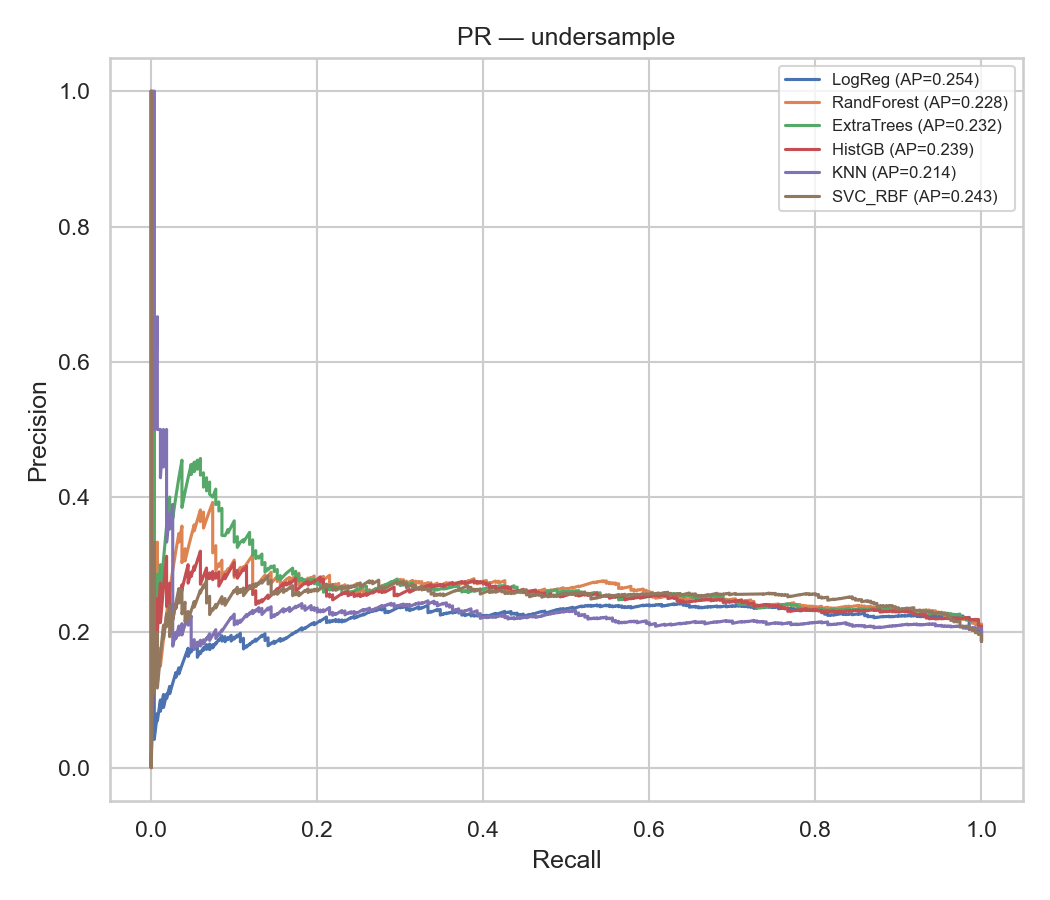 PR — undersample
LogReg (AP=0.254)
RandForest (AP=0.228)
ExtraTrees (AP=0.232)
HistGB (AP=0.239)
KNN (AP=0.214)
SVC_RBF (AP=0.243)
1.0
0.8
0.6
0.4
0.2
0.0
Precision
0.0 0.2 0.4 0.6 0.8 1.0
Recall